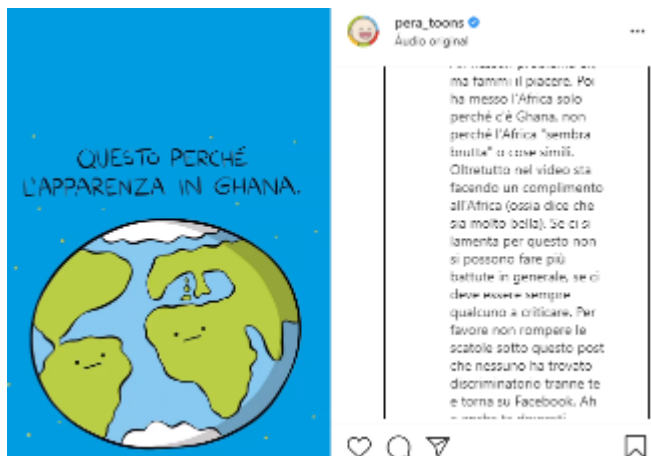 QUESTO PERCHÉ
L'APPARENZA IN GHANA.
pera_toons
Áudio original
ma fammi il piacere. Poi
ha messo l'Africa solo
perché c'è Ghana, non
perché l'Africa "sembra
brutta" o cose simili.
Oltretutto nel video sta
facendo un complimento
all'Africa (ossia dice che
sia molto bella). Se ci si
lamenta per questo non
si possono fare più
battute in generale, se ci
deve essere sempre
qualcuno a criticare. Per
favore non rompere le
scatole sotto questo post
che nessuno ha trovato
discriminatorio tranne te
e torna su Facebook. Ah